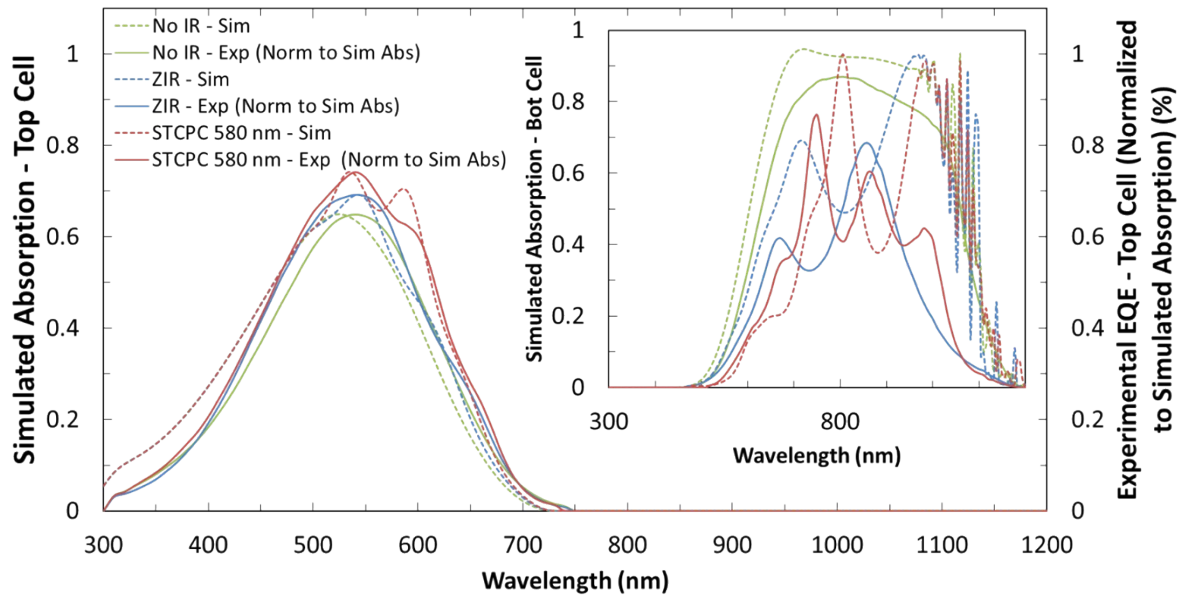 No IR - Sim
No IR - Exp (Norm to Sim Abs)
ZIR - Sim
ZIR - Exp (Norm to Sim Abs)
STCPC 580 nm - Sim
STCPC 580 nm - Exp (Norm to Sim Abs)
Simulated Absorption - Top Cell
1
0.8
0.6
0.4
0.2
0
300
400
500
600
700
800
900
1000
1100
1200
Wavelength (nm)
Simulated Absorption - Bot Cell
1
0.8
0.6
0.4
0.2
0
300
800
Wavelength (nm)
1
0.8
0.6
0.4
0.2
0
Experimental EQE - Top Cell (Normalized
to Simulated Absorption) (%)